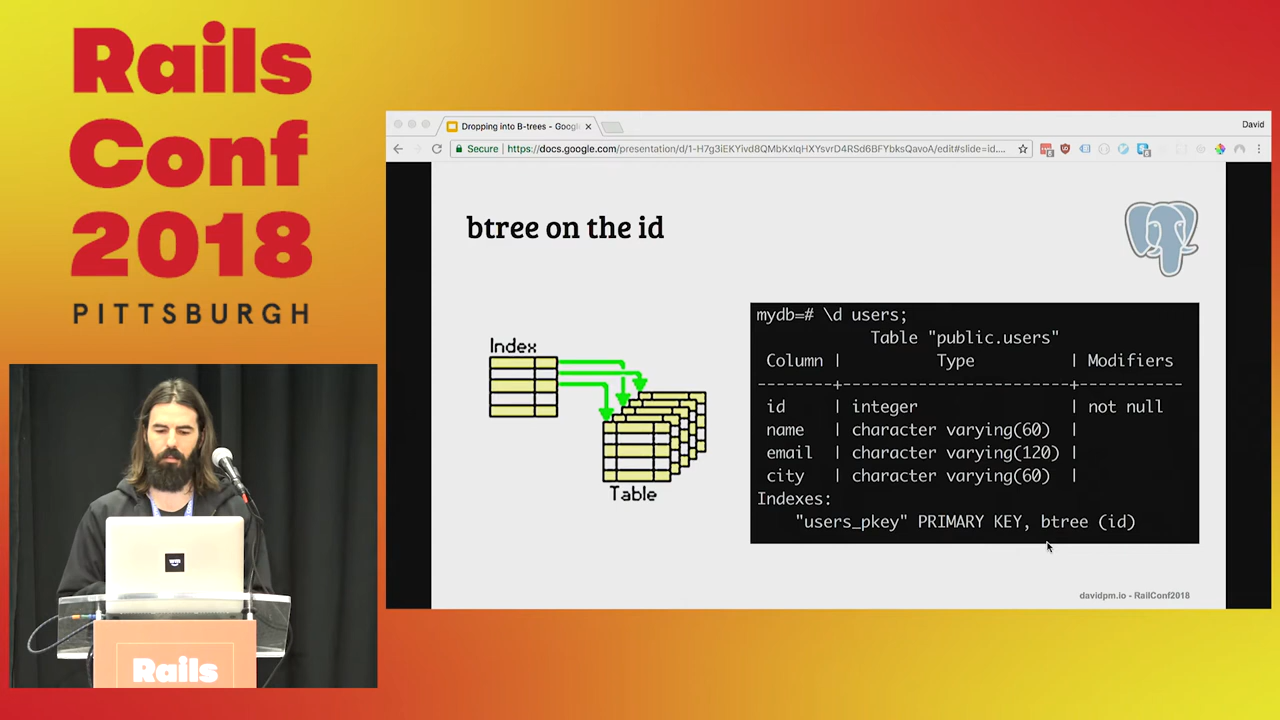 Rails
Conf
2018
PITTSBURGH
Dropping into B-trees - Googl
David
Secure
https://docs.google.com/presentation/d/1-H7g3iEKYivd8QMbKxlqHXYsvrD4RSd6BFYbksQavoA/edit#slide=id....
btree on the id
Index
Table
mydb=# \d users;
Table "public.users"
Column | Type | Modifiers
--------+------------------------+-----------
id | integer | not null
name | character varying(60) |
email | character varying(120) |
city | character varying(60) |
Indexes:
"users_pkey" PRIMARY KEY, btree (id)
davidpm.io - RailConf2018
Rails